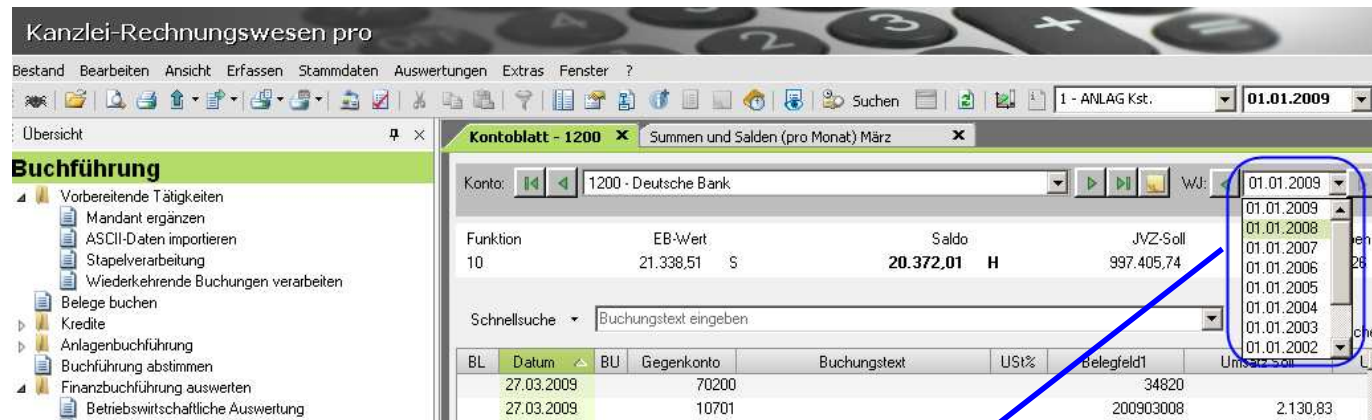 Kanzlei-Rechnungswesen pro
Bestand Bearbeiten Ansicht Erfassen Stammdaten Auswertungen Extras Fenster ?
Suchen 1 - ANLAG Kst. 01.01.2009
Übersicht
Kontoblatt - 1200 Summen und Salden (pro Monat) März
Buchführung
Vorbereitende Tätigkeiten
Mandant ergänzen
ASCII-Daten importieren
Stapelverarbeitung
Wiederkehrende Buchungen verarbeiten
Belege buchen
Kredite
Anlagenbuchführung
Buchführung abstimmen
Finanzbuchführung auswerten
Betriebswirtschaftliche Auswertung
Konto: 1200 - Deutsche Bank WJ: 01.01.2009
01.01.2009
01.01.2008
01.01.2007
01.01.2006
01.01.2005
01.01.2004
01.01.2003
01.01.2002
Funktion EB-Wert Saldo JVZ-Soll
10 21.338,51 S 20.372,01 H 997.405,74
Schnellsuche Buchungstext eingeben
BL Datum BU Gegenkonto Buchungstext USt% Belegfeld1 Umsatz Soll
27.03.2009 70200 34820
27.03.2009 10701 200903008 2.130,83